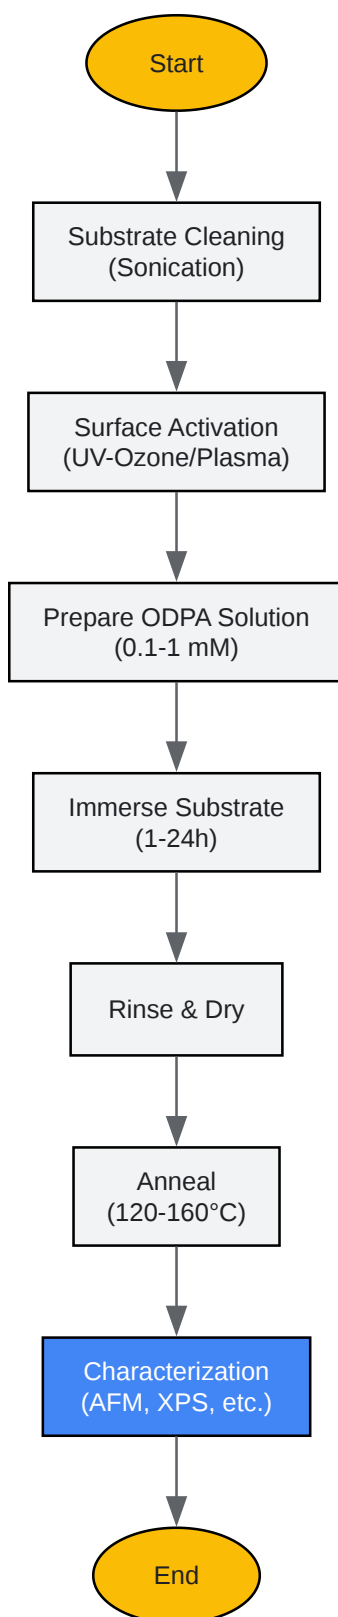 Start
Substrate Cleaning
(Sonication)
Surface Activation
(UV-Ozone/Plasma)
Prepare ODPA Solution
(0.1-1 mM)
Immerse Substrate
(1-24h)
Rinse & Dry
Anneal
(120-160°C)
Characterization
(AFM, XPS, etc.)
End